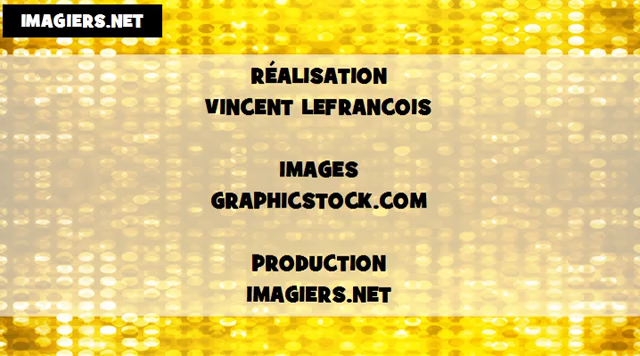 IMAGIERS.NET
RÉALISATION
VINCENT LEFRANCOIS
IMAGES
GRAPHICSTOCK.COM
PRODUCTION
IMAGIERS.NET